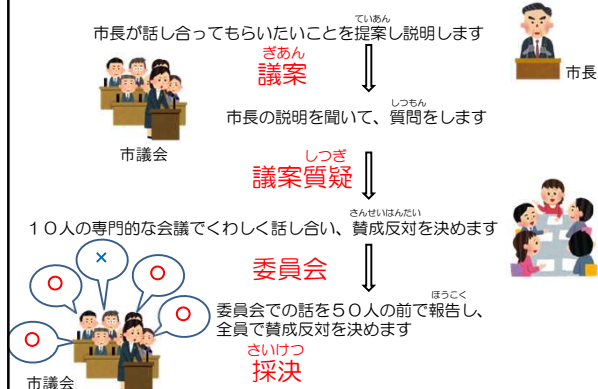 市長が話し合ってもらいたいことを提案し説明します
ていあん
ぎあん
議案
市長
市長の説明を聞いて、質問をします
しつもん
市議会
しつぎ
議案質疑
さんせいはんたい
10人の専門的な会議でくわしく話し合い、賛成反対を決めます
委員会
×
○
○
○
○
ほうこく
委員会での話を50人の前で報告し、
全員で賛成反対を決めます
さいけつ
採決
市議会